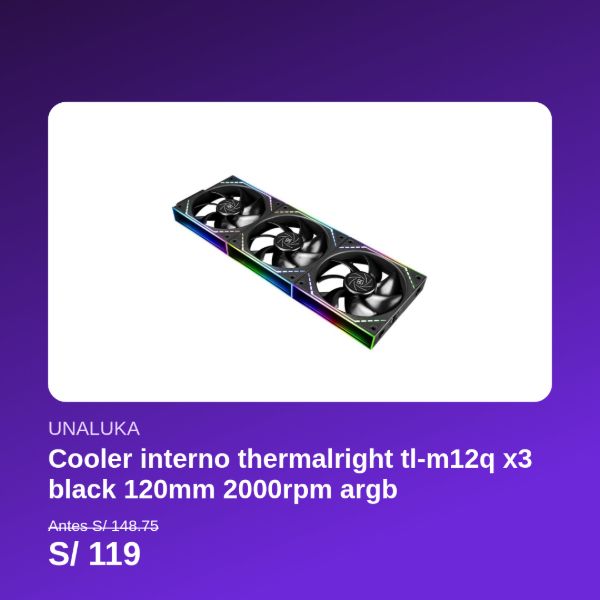 UNALUKA
Cooler interno thermalright tl-m12q x3
black 120mm 2000rpm argb
Antes S/ 148.75
S/ 119